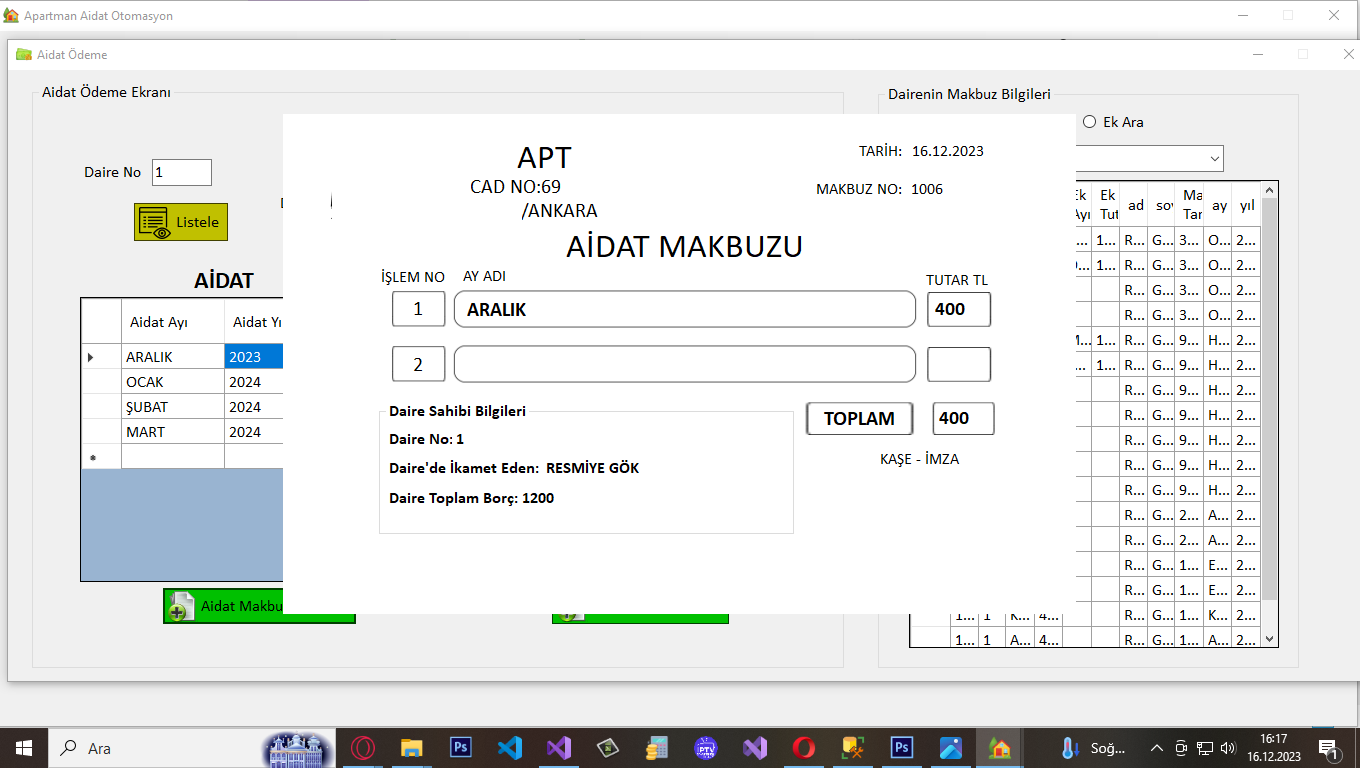 Apartman Aidat Otomasyon
Aidat Ödeme
Aidat Ödeme Ekranı
Dairenin Makbuz Bilgileri
Ek Ara
Daire No 1
Listele
APT
CAD NO:69
/ANKARA
TARİH: 16.12.2023
MAKBUZ NO: 1006
AİDAT MAKBUZU
İŞLEM NO AY ADI TUTAR TL
1 ARALIK 400
2
TOPLAM 400
KAŞE - İMZA
Daire Sahibi Bilgileri
Daire No: 1
Daire'de İkamet Eden: RESMİYE GÖK
Daire Toplam Borç: 1200
AİDAT
Aidat Ayı Aidat Yı
ARALIK 2023
OCAK 2024
ŞUBAT 2024
MART 2024
Aidat Makbu
Ek Ayı Ek Tut ad soy Ma Tar ay yıl
1... R... G... 3... O... 2...
1... R... G... 3... O... 2...
R... G... 3... O... 2...
R... G... 3... O... 2...
1... R... G... 9... H... 2...
1... R... G... 9... H... 2...
R... G... 9... H... 2...
R... G... 9... H... 2...
R... G... 9... H... 2...
R... G... 9... H... 2...
R... G... 9... H... 2...
R... G... 2... A... 2...
R... G... 2... A... 2...
R... G... 1... E... 2...
R... G... 1... E... 2...
1... 1 K... 4... R... G... 1... K... 2...
1... 1 A... 4... R... G... 1... A... 2...
Ara
Ps
Ps
Soğ...
16:17
16.12.2023
1